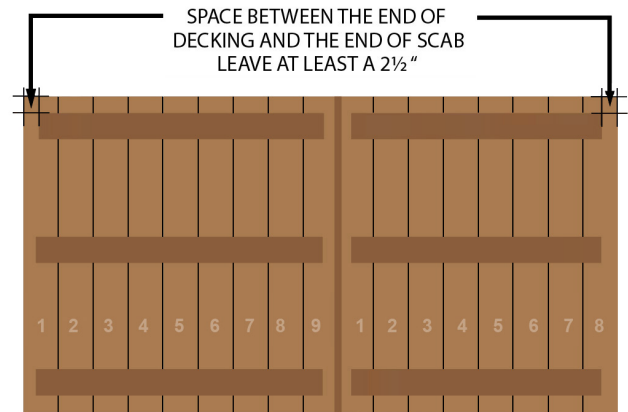 SPACE BETWEEN THE END OF
DECKING AND THE END OF SCAB
LEAVE AT LEAST A 2½ “
1 2 3 4 5 6 7 8 9 1 2 3 4 5 6 7 8